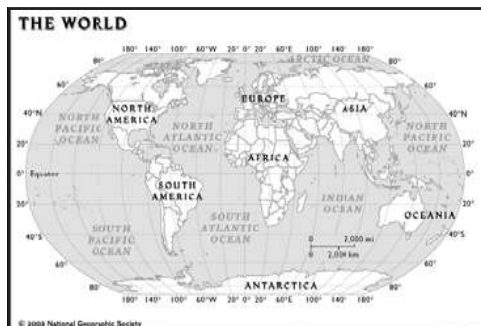 THE WORLD
180° 140° 100° 60°W 20° 0° 20° 60°E 100° 140° 180°
ARCTIC OCEAN
80°
80°
60°
60°
NORTH
AMERICA
EUROPE
ASIA
40°N
40°N
NORTH
PACIFIC
OCEAN
NORTH
ATLANTIC
OCEAN
NORTH
PACIFIC
OCEAN
20°
20°
AFRICA
Equator
0°
0°
SOUTH
AMERICA
INDIAN
OCEAN
20°
20°
OCEANIA
SOUTH
PACIFIC
OCEAN
SOUTH
ATLANTIC
OCEAN
40°S
40°S
0 2,000 mi
0 2,000 km
60°
60°
ANTARCTICA
80°
80°
180° 140° 100° 60° 20° 0° 20° 60° 100° 140° 180°
© 2003 National Geographic Society